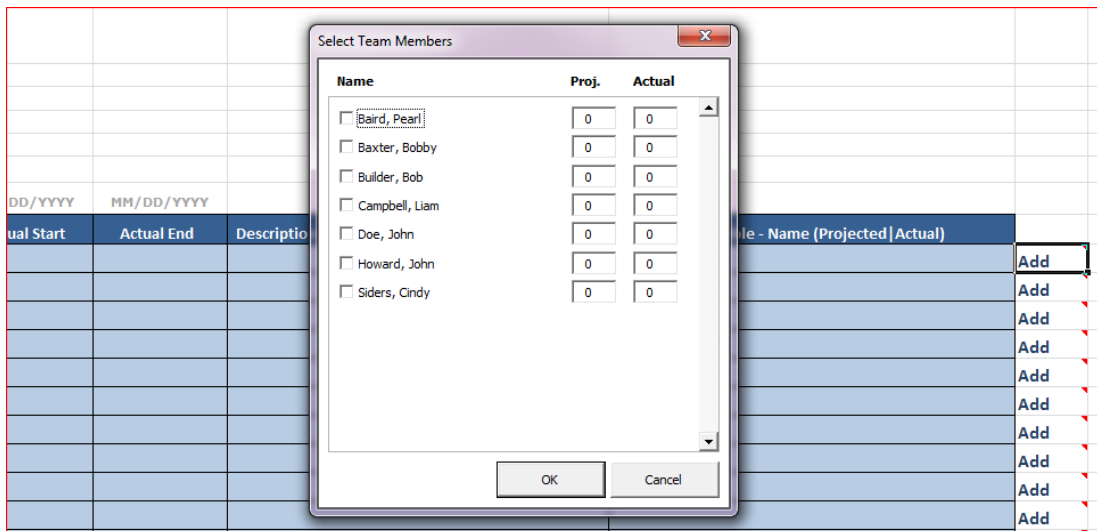 Select Team Members
Name Proj. Actual
Baird, Pearl 0 0
Baxter, Bobby 0 0
Builder, Bob 0 0
Campbell, Liam 0 0
Doe, John 0 0
Howard, John 0 0
Siders, Cindy 0 0
OK Cancel
DD/YYYY MM/DD/YYYY
ual Start Actual End Descriptio le - Name (Projected|Actual)
Add
Add
Add
Add
Add
Add
Add
Add
Add
Add